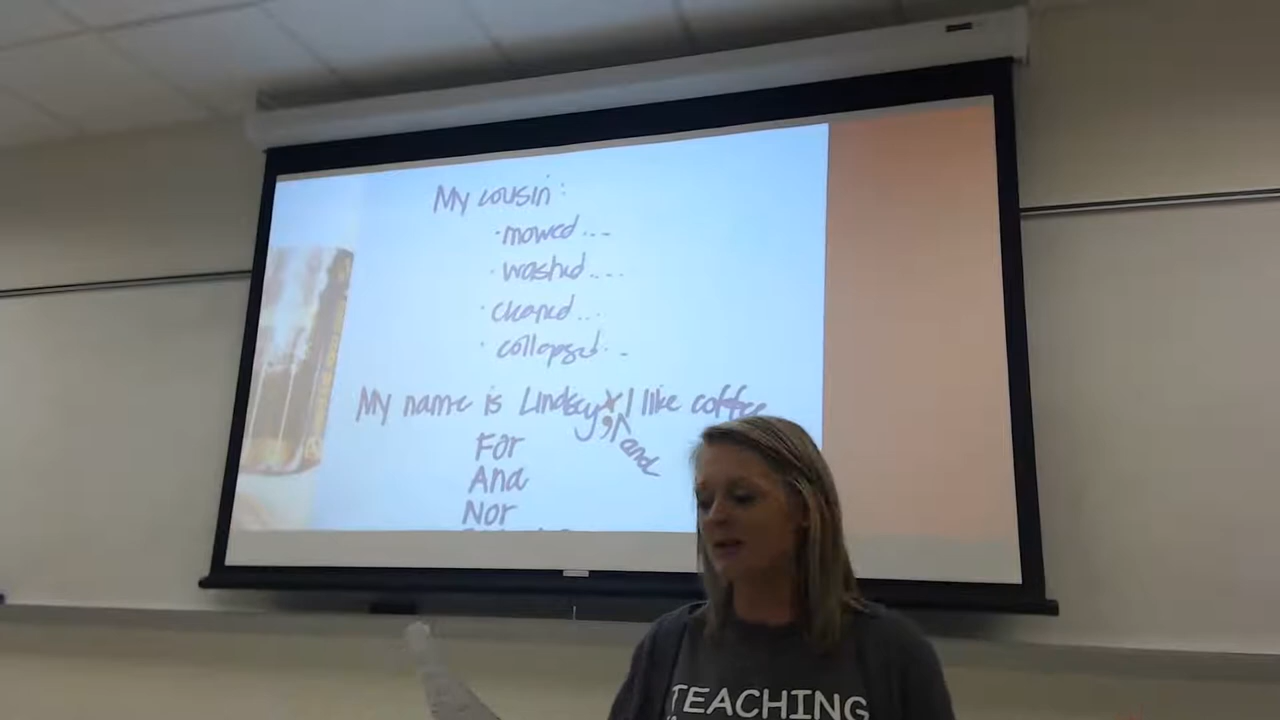 My cousin:
· mowed....
· washed....
· cleaned...
· collapsed...
My name is Lindsey, I like coffee
and
For
And
Nor
TEACHING